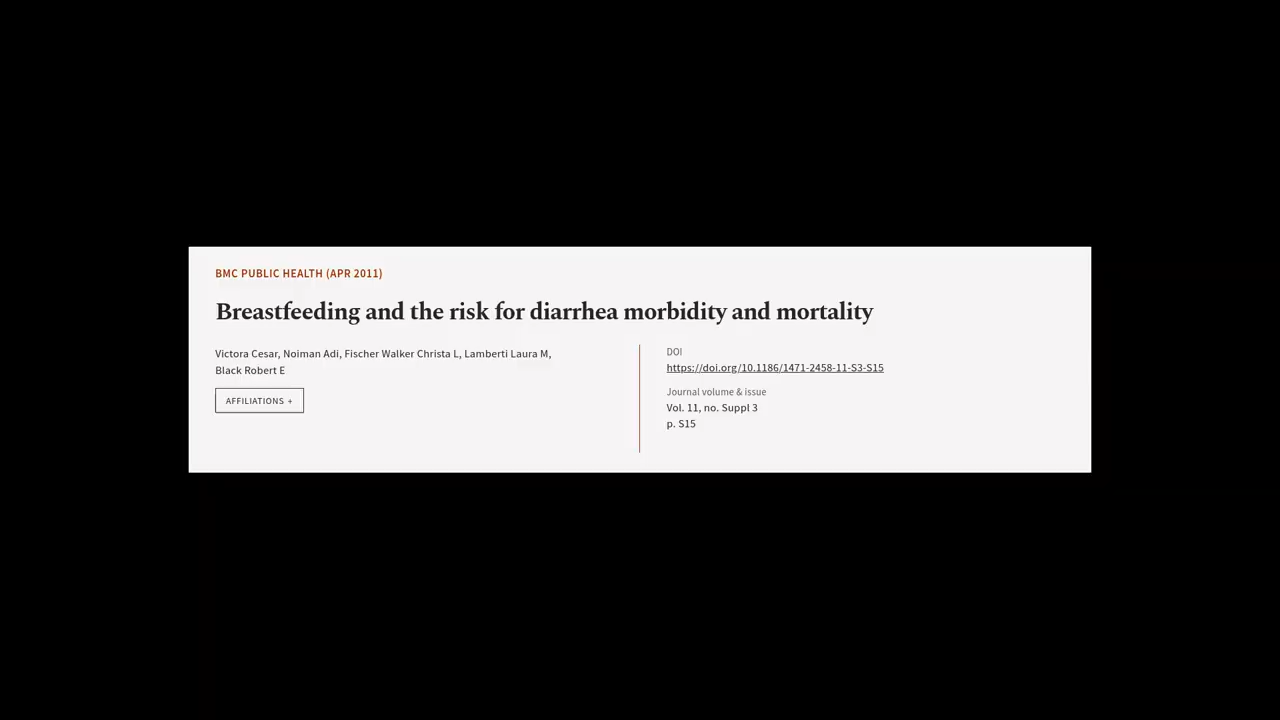 BMC PUBLIC HEALTH (APR 2011)
Breastfeeding and the risk for diarrhea morbidity and mortality
Victora Cesar, Noiman Adi, Fischer Walker Christa L, Lamberti Laura M,
Black Robert E
AFFILIATIONS +
DOI
https://doi.org/10.1186/1471-2458-11-S3-S15
Journal volume & issue
Vol. 11, no. Suppl 3
p. S15